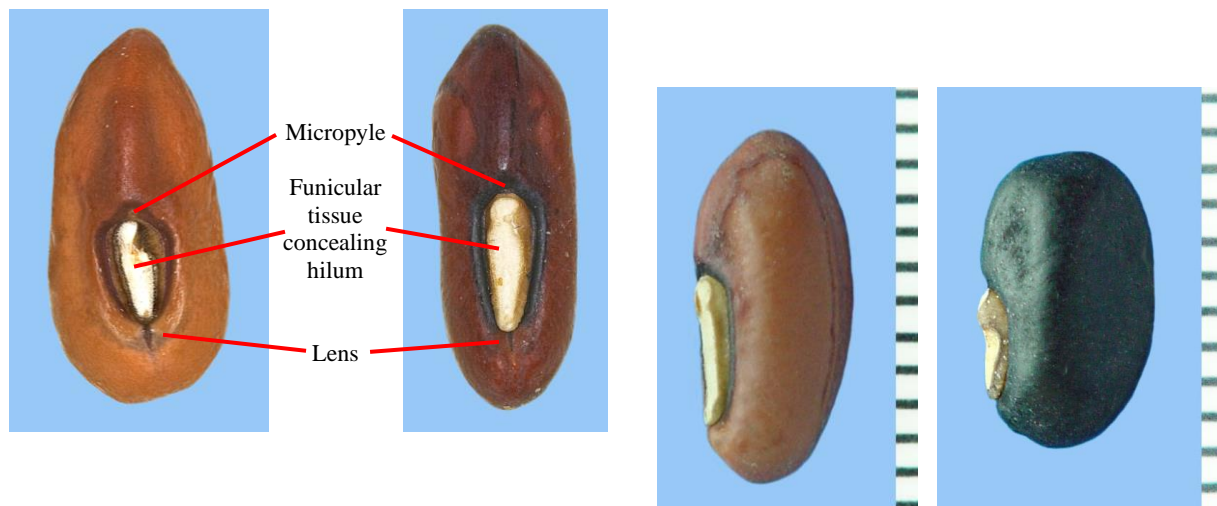 Micropyle
Funicular
tissue
concealing
hilum
Lens